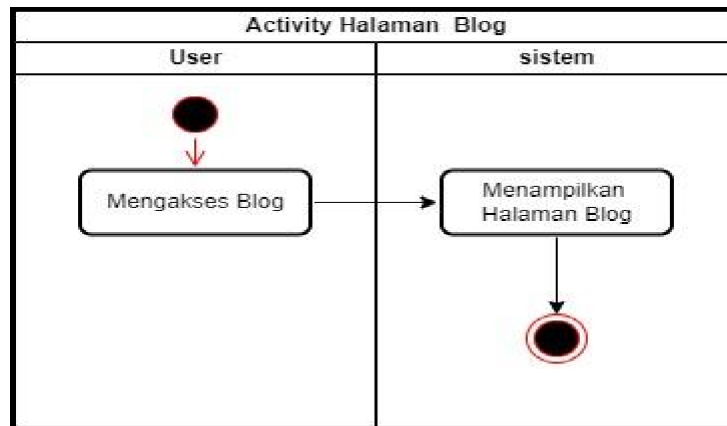 Activity Halaman Blog
User
sistem
Mengakses Blog
Menampilkan
Halaman Blog